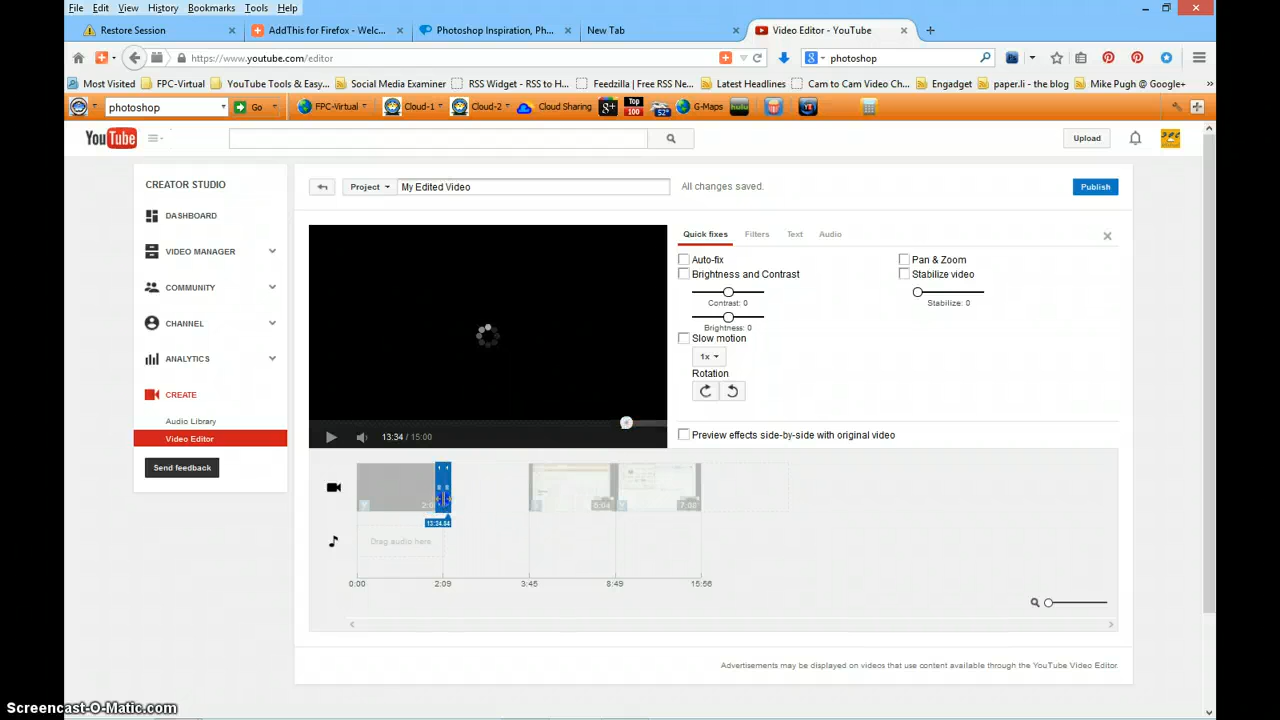 File Edit View History Bookmarks Tools Help
Restore Session AddThis for Firefox - Welc... Photoshop Inspiration, Ph... New Tab Video Editor - YouTube
https://www.youtube.com/editor photoshop
Most Visited FPC-Virtual YouTube Tools &... Social Media Examiner RSS Widget - RSS to H... Feedzilla | Free RSS Ne... Latest Headlines Cam to Cam Video Ch... Engadget paper.li - the blog Mike Pugh @ Google+
photoshop Go FPC-Virtual Cloud-1 Cloud-2 Cloud Sharing Top 100 52° G-Maps hulu
YouTube Upload
CREATOR STUDIO
DASHBOARD
VIDEO MANAGER
COMMUNITY
CHANNEL
ANALYTICS
CREATE
Audio Library
Video Editor
Send feedback
Project My Edited Video All changes saved. Publish
Quick fixes Filters Text Audio
Auto-fix Pan & Zoom
Brightness and Contrast Stabilize video
Contrast: 0 Stabilize: 0
Brightness: 0
Slow motion
1x
Rotation
13:34 / 15:00
Preview effects side-by-side with original video
Drag audio here
0:00 2:09 3:45 8:49 15:56
Advertisements may be displayed on videos that use content available through the YouTube Video Editor.
Screencast-O-Matic.com